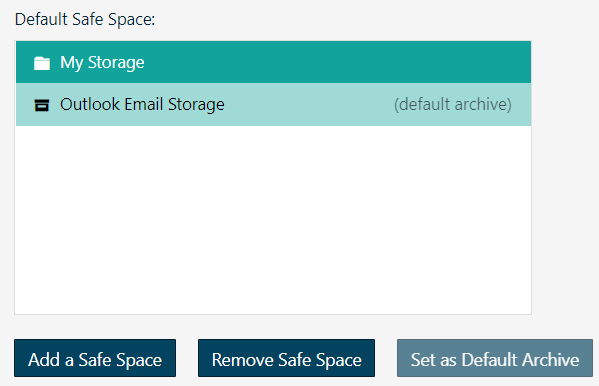 Default Safe Space:
My Storage
Outlook Email Storage (default archive)
Add a Safe Space Remove Safe Space Set as Default Archive